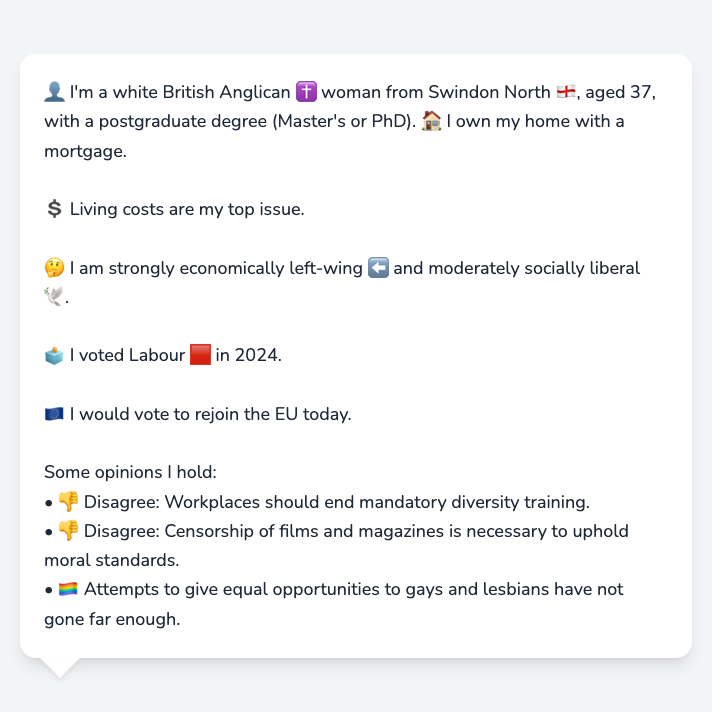 👤 I'm a white British Anglican ✝️ woman from Swindon North 🏴󠁧󠁢󠁥󠁮󠁧󠁿, aged 37,
with a postgraduate degree (Master's or PhD). 🏠 I own my home with a
mortgage.
💲 Living costs are my top issue.
🤔 I am strongly economically left-wing ⬅️ and moderately socially liberal
🕊️.
🗳️ I voted Labour 🟥 in 2024.
🇪🇺 I would vote to rejoin the EU today.
Some opinions I hold:
• 👎 Disagree: Workplaces should end mandatory diversity training.
• 👎 Disagree: Censorship of films and magazines is necessary to uphold
moral standards.
• 🏳️‍🌈 Attempts to give equal opportunities to gays and lesbians have not
gone far enough.